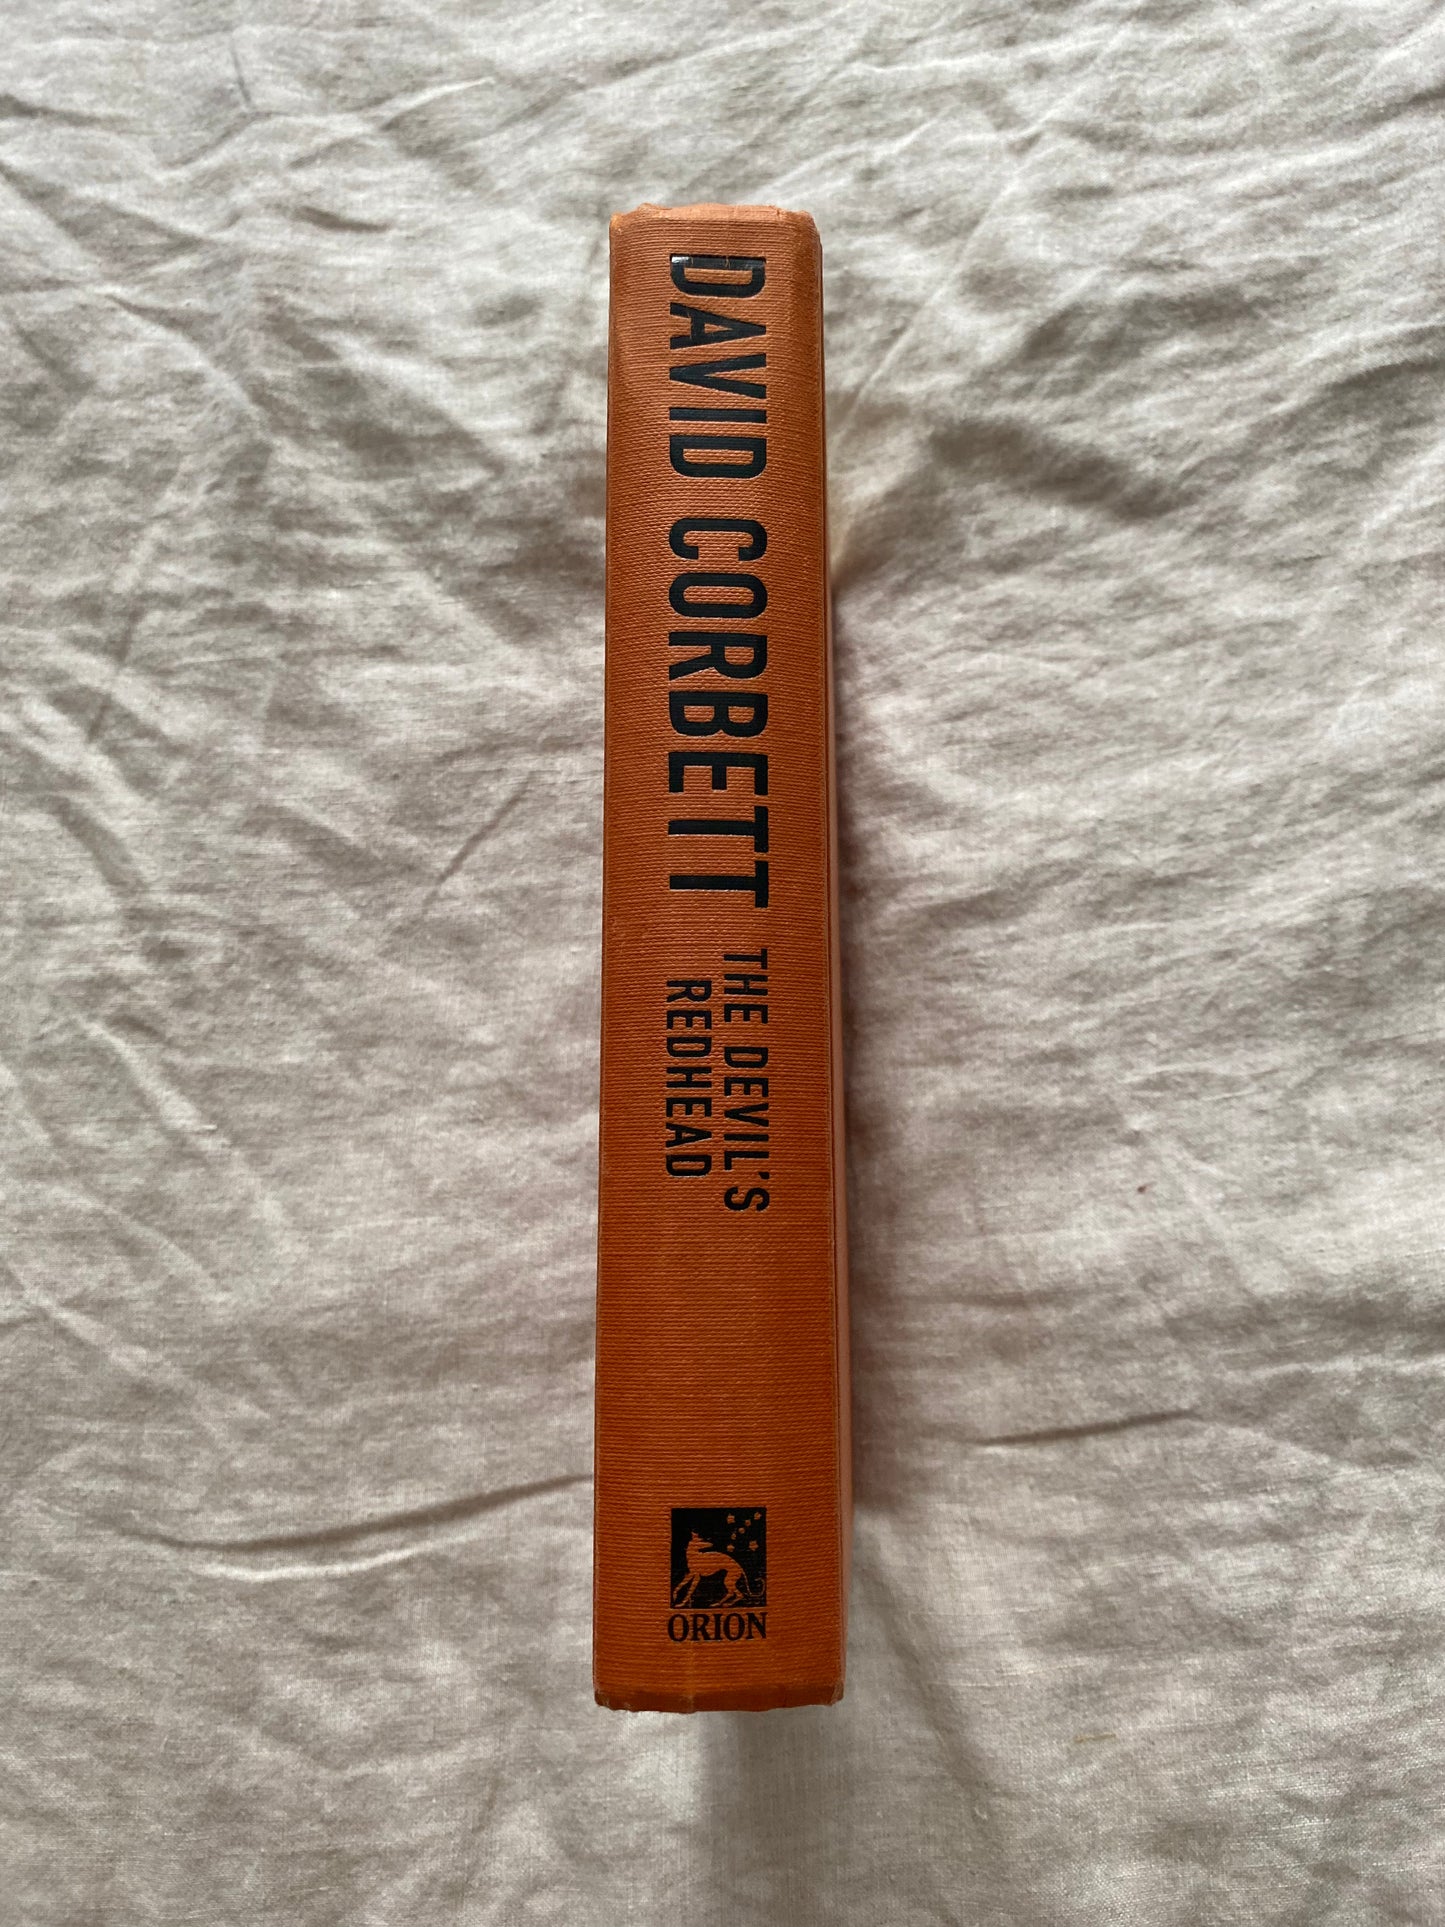 DAVID CORBETT
THE DEVIL'S
REDHEAD
ORION